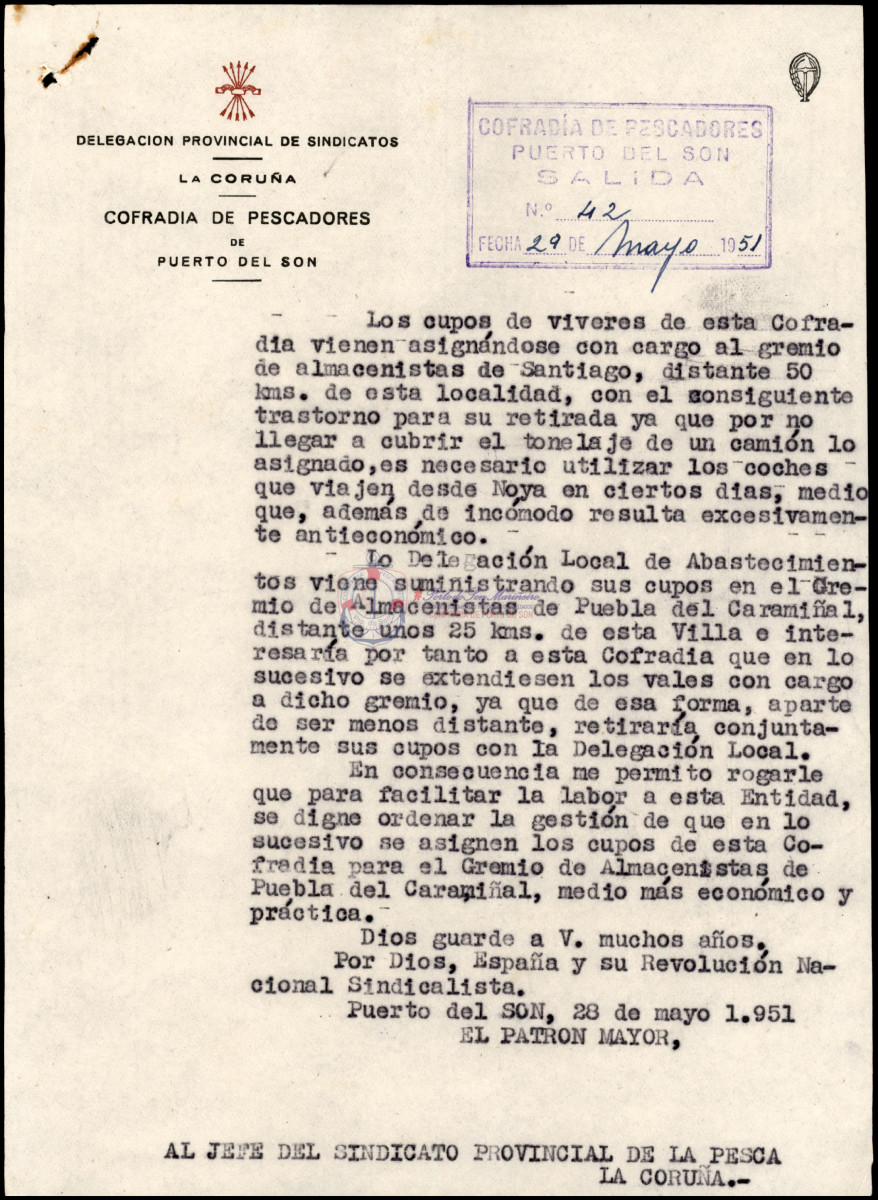 DELEGACION PROVINCIAL DE SINDICATOS
LA CORUÑA
COFRADIA DE PESCADORES
DE
PUERTO DEL SON
COFRADÍA DE PESCADORES
PUERTO DEL SON
SALIDA
N.º 42
FECHA 29 DE Mayo 1951
Los cupos de viveres de esta Cofra-
dia vienen asignándose con cargo al gremio
de almacenistas de Santiago, distante 50
kms. de esta localidad, con el consiguiente
trastorno para su retirada ya que por no
llegar a cubrir el tonelaje de un camión lo
asignado,es necesario utilizar los coches
que viajen desde Noya en ciertos dias, medio
que, además de incómodo resulta excesivamen-
te antieconómico.
Lo Delegación Local de Abastecimien-
tos viene suministrando sus cupos en el Gre-
mio de Almacenistas de Puebla del Caramiñal,
distante unos 25 kms. de esta Villa e inte-
resaría por tanto a esta Cofradia que en lo
sucesivo se extendiesen los vales con cargo
a dicho gremio, ya que de esa forma, aparte
de ser menos distante, retiraría conjunta-
mente sus cupos con la Delegación Local.
En consecuencia me permito rogarle
que para facilitar la labor a esta Entidad,
se digne ordenar la gestión de que en lo
sucesivo se asignen los cupos de esta Co-
fradia para el Gremio de Almacenistas de
Puebla del Caramiñal, medio más económico y
práctica.
Dios guarde a V. muchos años.
Por Dios, España y su Revolución Na-
cional Sindicalista.
Puerto del SON, 28 de mayo 1.951
EL PATRON MAYOR,
AL JEFE DEL SINDICATO PROVINCIAL DE LA PESCA
LA CORUÑA.-